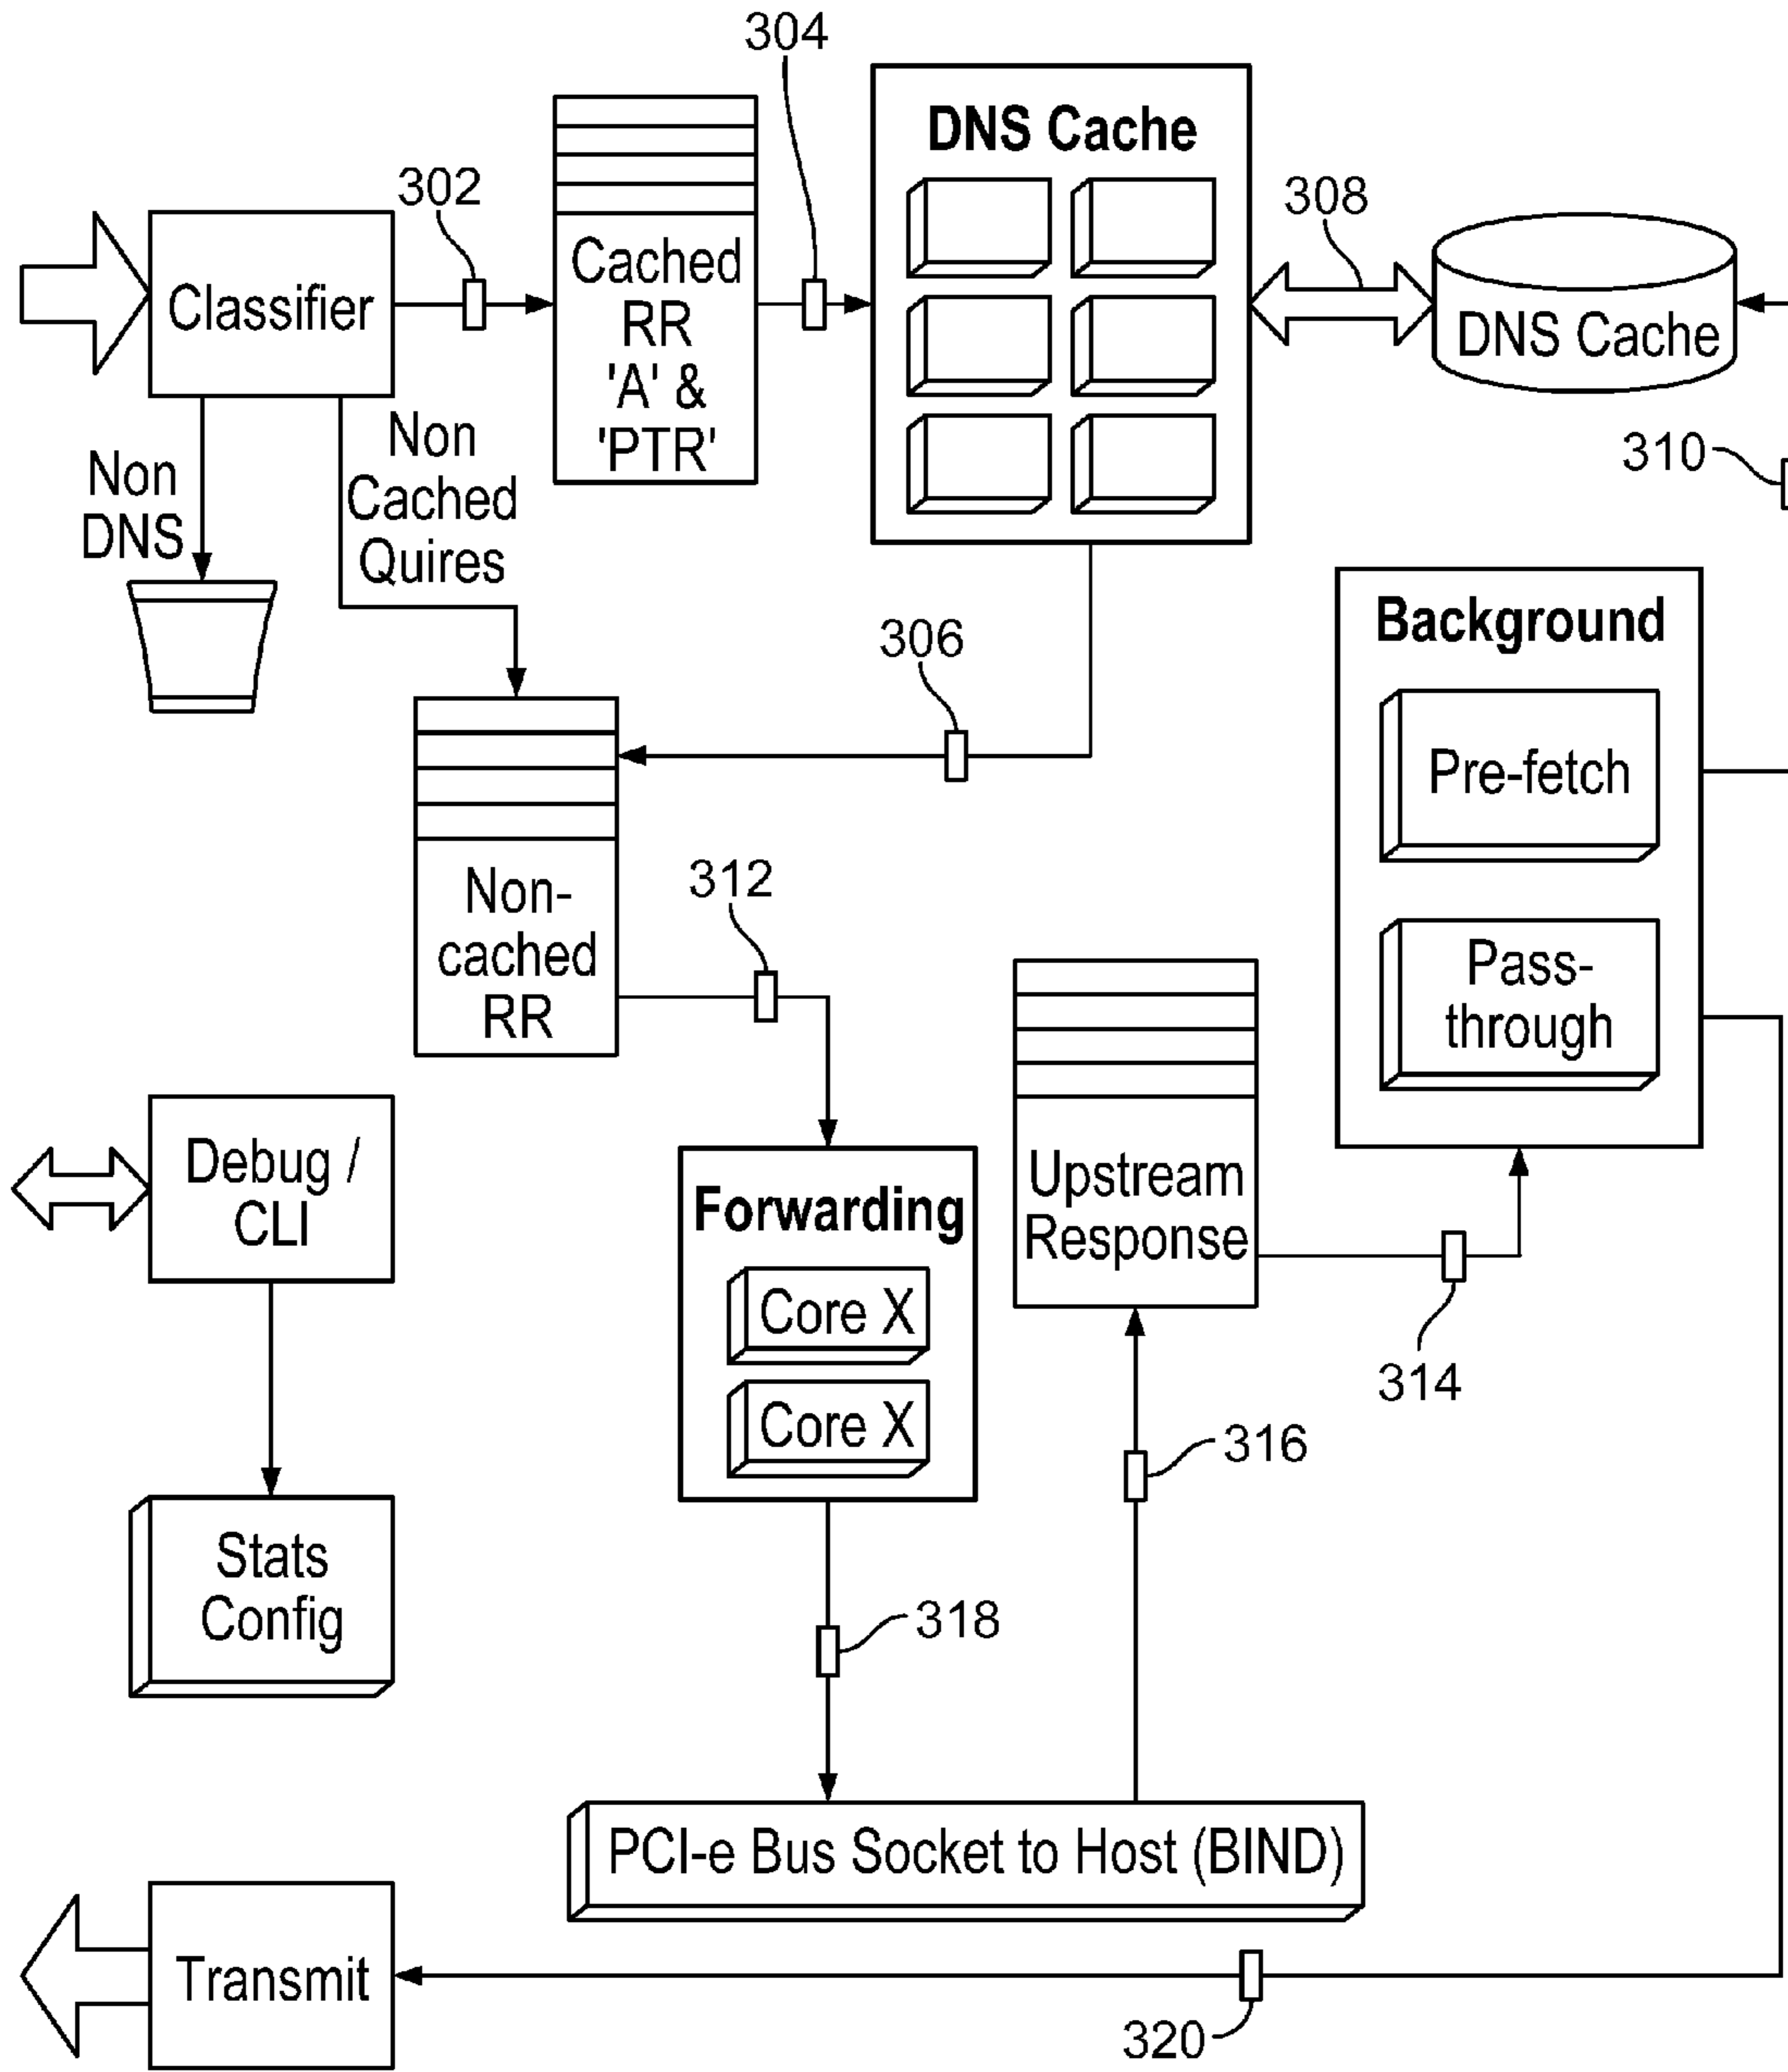 304
DNS Cache
302
308
Classifier
Cached
RR
'A' &
'PTR'
DNS Cache
Non
DNS
Non
Cached
Quires
310
306
Background
Pre-fetch
Pass-
through
Non-
cached
RR
312
Debug /
CLI
Forwarding
Core X
Core X
Upstream
Response
314
316
Stats
Config
318
PCI-e Bus Socket to Host (BIND)
Transmit
320